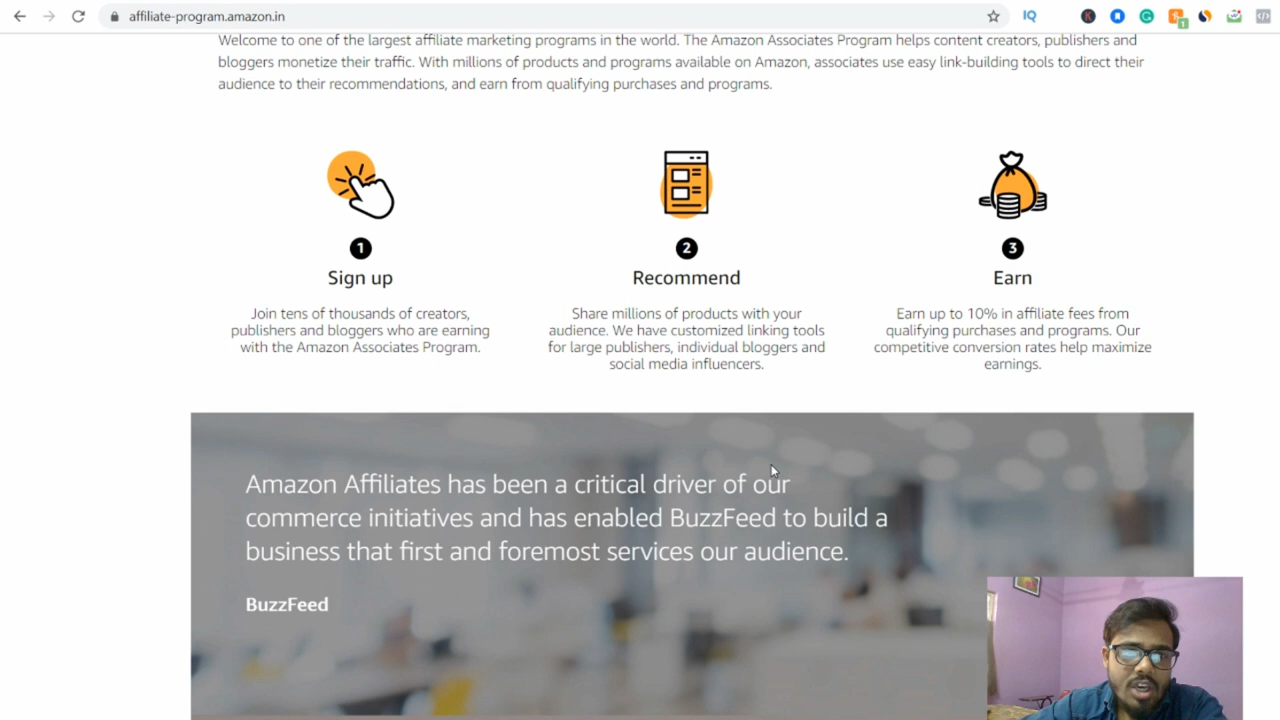 affiliate-program.amazon.in
Welcome to one of the largest affiliate marketing programs in the world. The Amazon Associates Program helps content creators, publishers and
bloggers monetize their traffic. With millions of products and programs available on Amazon, associates use easy link-building tools to direct their
audience to their recommendations, and earn from qualifying purchases and programs.
1
Sign up
Join tens of thousands of creators,
publishers and bloggers who are earning
with the Amazon Associates Program.
2
Recommend
Share millions of products with your
audience. We have customized linking tools
for large publishers, individual bloggers and
social media influencers.
3
Earn
Earn up to 10% in affiliate fees from
qualifying purchases and programs. Our
competitive conversion rates help maximize
earnings.
Amazon Affiliates has been a critical driver of our
commerce initiatives and has enabled BuzzFeed to build a
business that first and foremost services our audience.
BuzzFeed